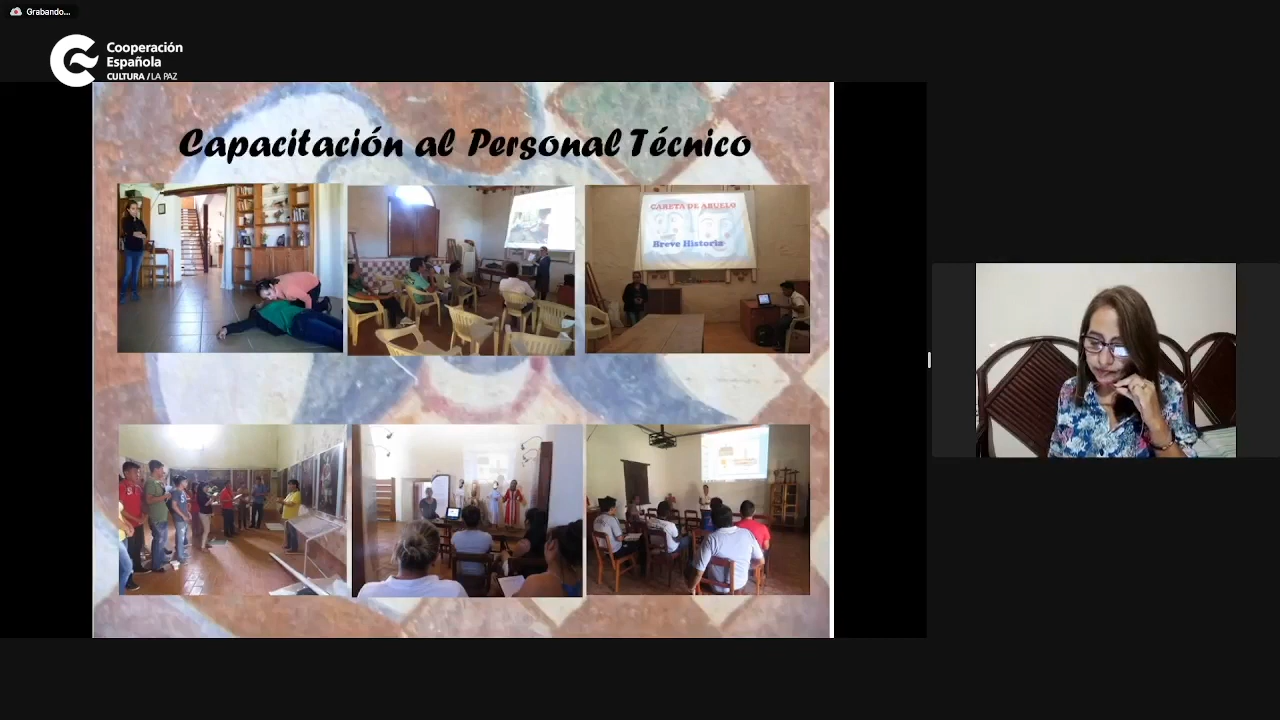 Grabando...
Cooperación
Española
CULTURA / LA PAZ
Capacitación al Personal Técnico
CARETA DE ABUELO
Breve Historia